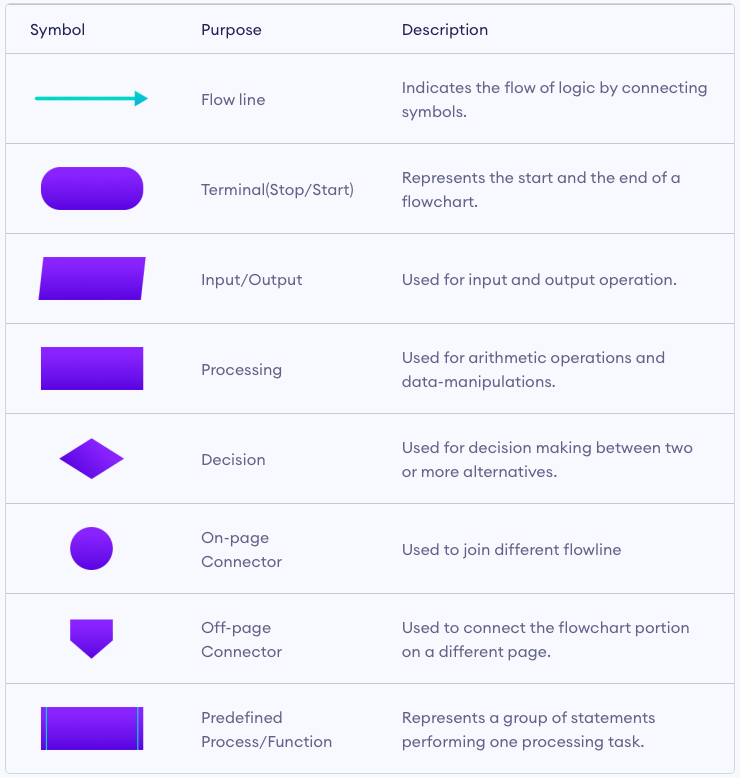 Symbol Purpose Description
Flow line
Indicates the flow of logic by connecting
symbols.
Terminal(Stop/Start)
Represents the start and the end of a
flowchart.
Input/Output
Used for input and output operation.
Processing
Used for arithmetic operations and
data-manipulations.
Decision
Used for decision making between two
or more alternatives.
On-page
Connector
Used to join different flowline
Off-page
Connector
Used to connect the flowchart portion
on a different page.
Predefined
Process/Function
Represents a group of statements
performing one processing task.